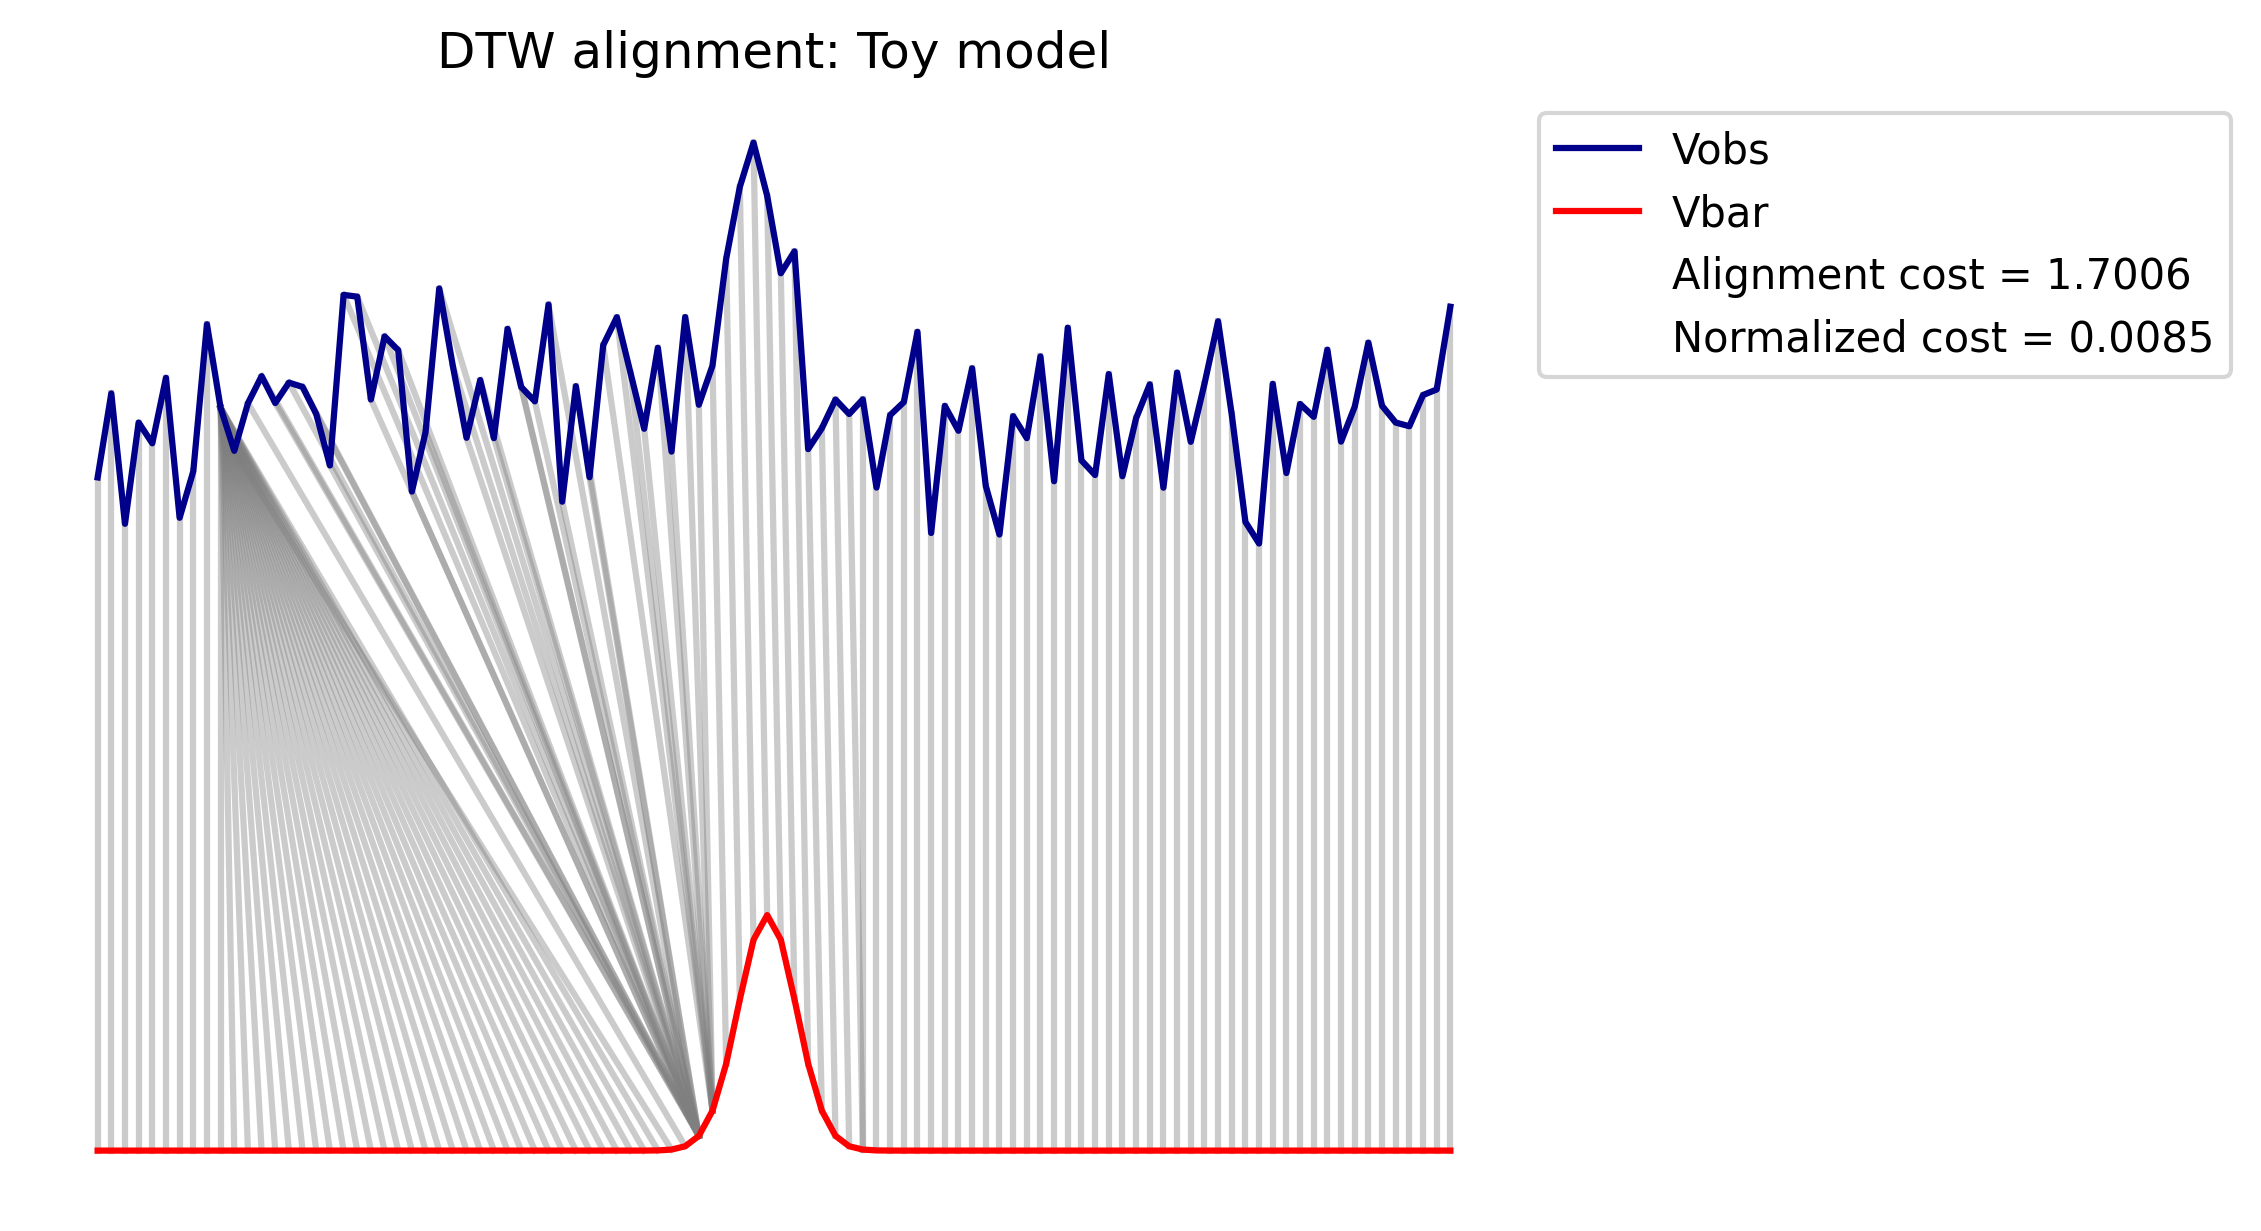 DTW alignment: Toy model
Vobs
Vbar
Alignment cost = 1.7006
Normalized cost = 0.0085